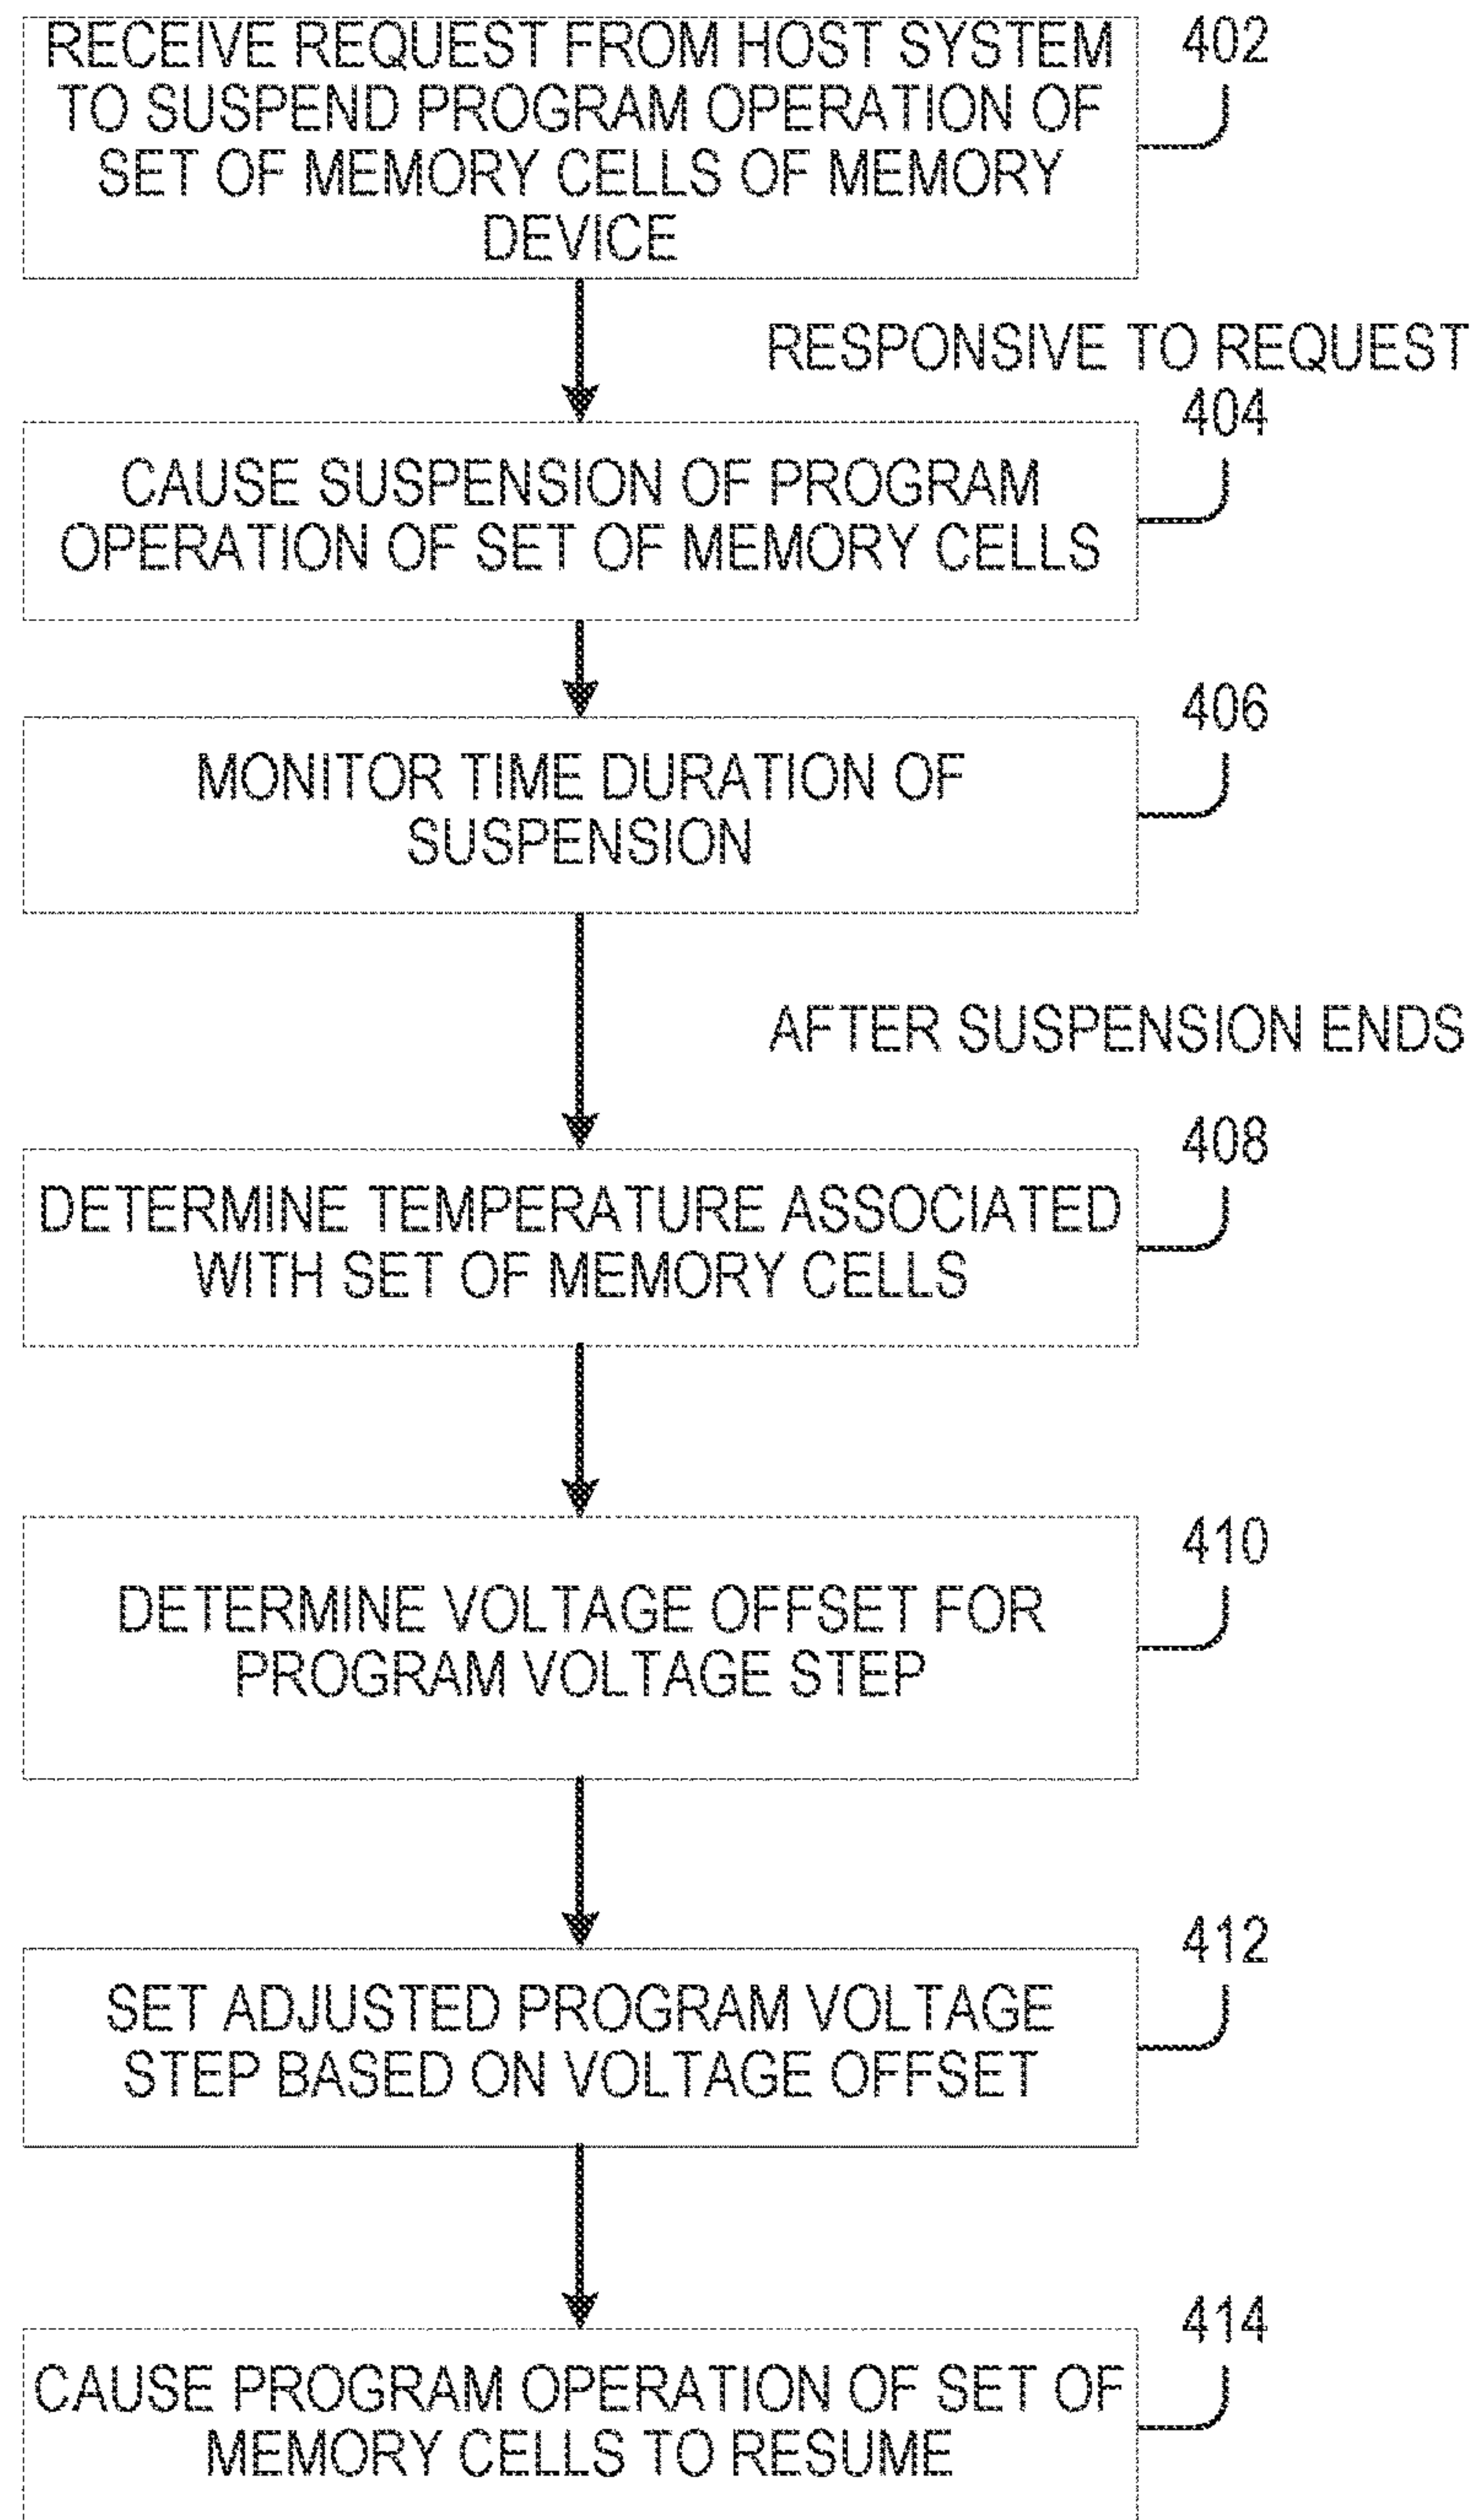 RECEIVE REQUEST FROM HOST SYSTEM
TO SUSPEND PROGRAM OPERATION OF
SET OF MEMORY CELLS OF MEMORY
DEVICE
402
RESPONSIVE TO REQUEST
404
CAUSE SUSPENSION OF PROGRAM
OPERATION OF SET OF MEMORY CELLS
406
MONITOR TIME DURATION OF
SUSPENSION
AFTER SUSPENSION ENDS
408
DETERMINE TEMPERATURE ASSOCIATED
WITH SET OF MEMORY CELLS
410
DETERMINE VOLTAGE OFFSET FOR
PROGRAM VOLTAGE STEP
412
SET ADJUSTED PROGRAM VOLTAGE
STEP BASED ON VOLTAGE OFFSET
414
CAUSE PROGRAM OPERATION OF SET OF
MEMORY CELLS TO RESUME